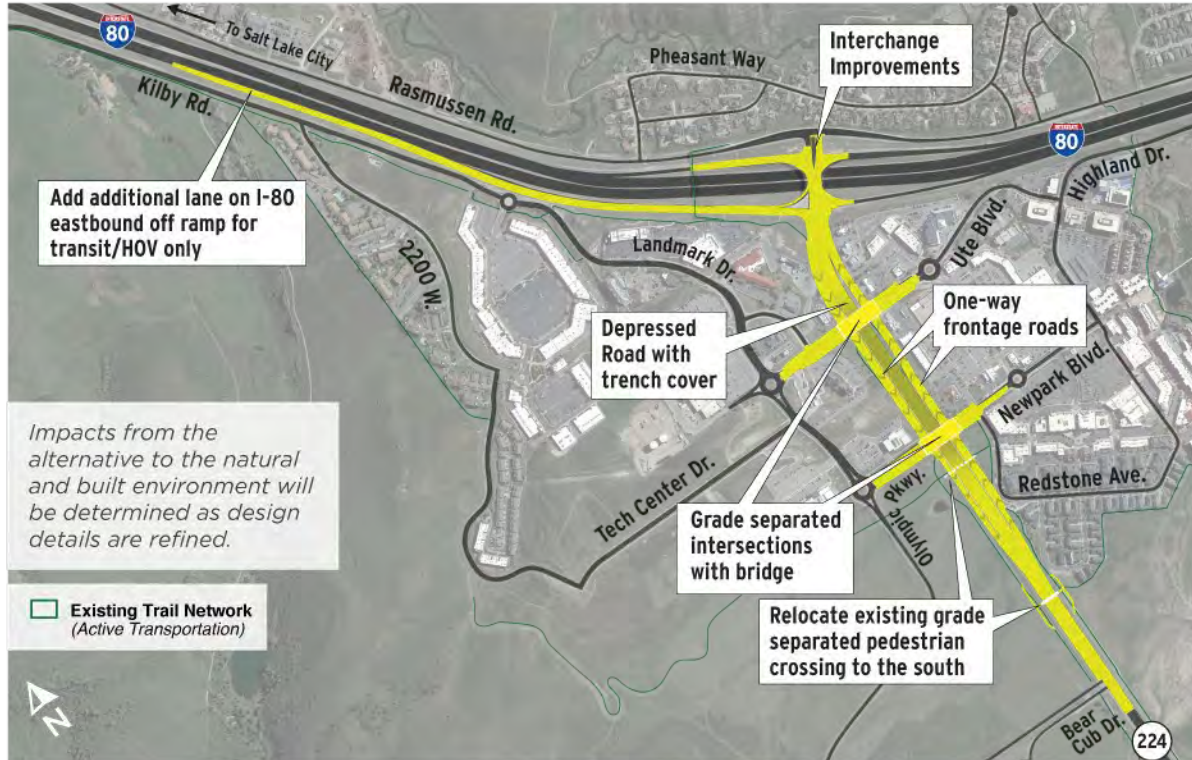 INTERSTATE
80
To Salt Lake City
Kilby Rd.
Rasmussen Rd.
Pheasant Way
Interchange
Improvements
INTERSTATE
80
Highland Dr.
Add additional lane on I-80
eastbound off ramp for
transit/HOV only
2200 W.
Landmark Dr.
Ute Blvd.
Depressed
Road with
trench cover
One-way
frontage roads
Newpark Blvd.
Impacts from the
alternative to the natural
and built environment will
be determined as design
details are refined.
Tech Center Dr.
Olympic Pkwy.
Redstone Ave.
Grade separated
intersections
with bridge
Existing Trail Network
(Active Transportation)
Relocate existing grade
separated pedestrian
crossing to the south
N
Bear
Cub Dr.
224